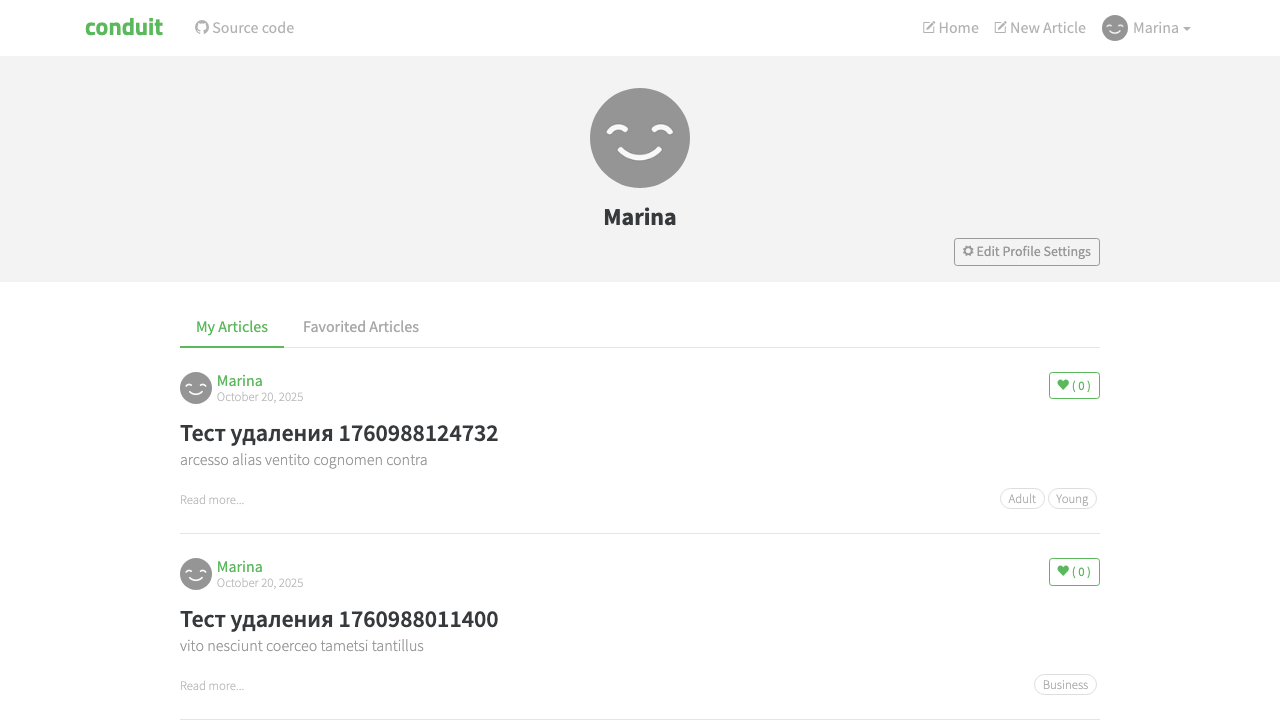 conduit
Source code
Home
New Article
Marina
Marina
Edit Profile Settings
My Articles
Favorited Articles
Marina
October 20, 2025
( 0 )
Тест удаления 1760988124732
arcesso alias ventito cognomen contra
Read more...
Adult
Young
Marina
October 20, 2025
( 0 )
Тест удаления 1760988011400
vito nesciunt coerceo tametsi tantillus
Read more...
Business